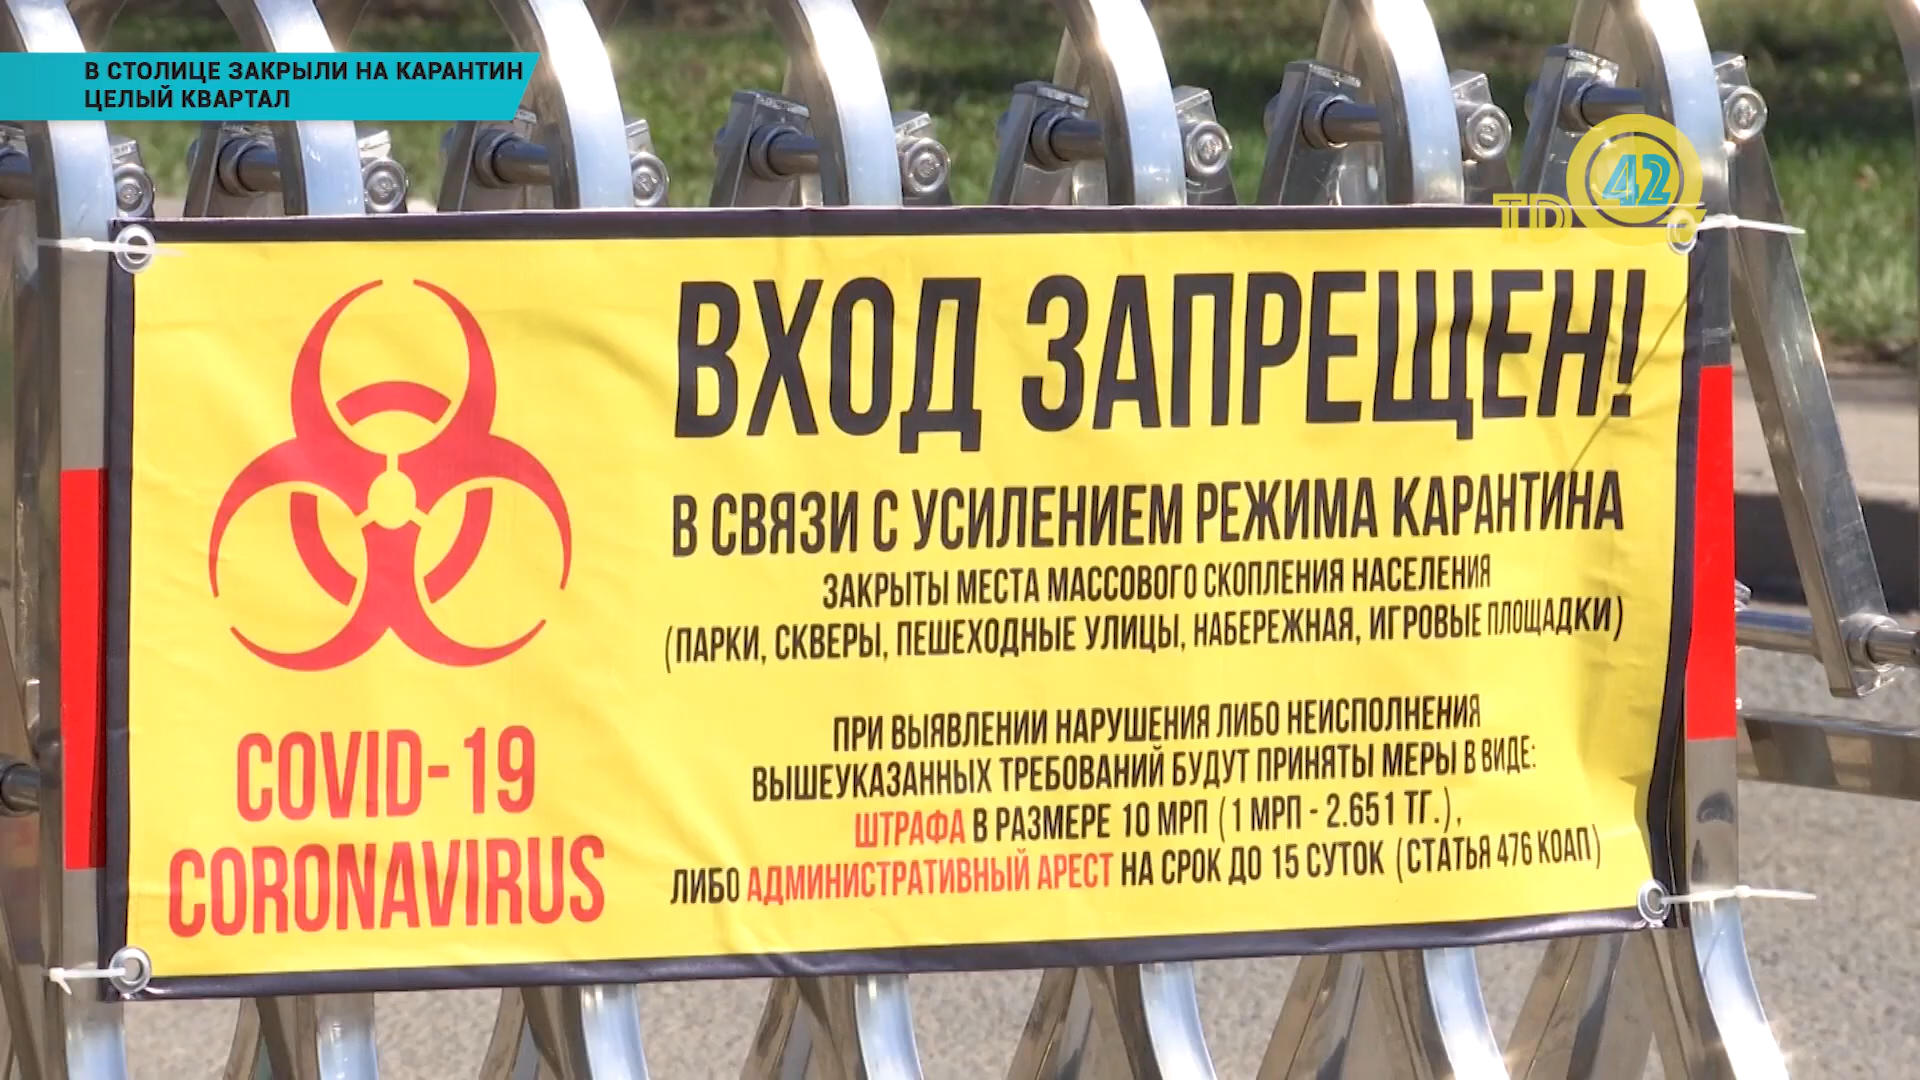 В СТОЛИЦЕ ЗАКРЫЛИ НА КАРАНТИН
ЦЕЛЫЙ КВАРТАЛ
TD 42
ВХОД ЗАПРЕЩЕН!
В СВЯЗИ С УСИЛЕНИЕМ РЕЖИМА КАРАНТИНА
ЗАКРЫТЫ МЕСТА МАССОВОГО СКОПЛЕНИЯ НАСЕЛЕНИЯ
(ПАРКИ, СКВЕРЫ, ПЕШЕХОДНЫЕ УЛИЦЫ, НАБЕРЕЖНАЯ, ИГРОВЫЕ ПЛОЩАДКИ)
ПРИ ВЫЯВЛЕНИИ НАРУШЕНИЯ ЛИБО НЕИСПОЛНЕНИЯ
ВЫШЕУКАЗАННЫХ ТРЕБОВАНИЙ БУДУТ ПРИНЯТЫ МЕРЫ В ВИДЕ:
ШТРАФА В РАЗМЕРЕ 10 МРП (1 МРП - 2.651 ТГ.),
ЛИБО АДМИНИСТРАТИВНЫЙ АРЕСТ НА СРОК ДО 15 СУТОК (СТАТЬЯ 476 КОАП)
COVID-19
CORONAVIRUS